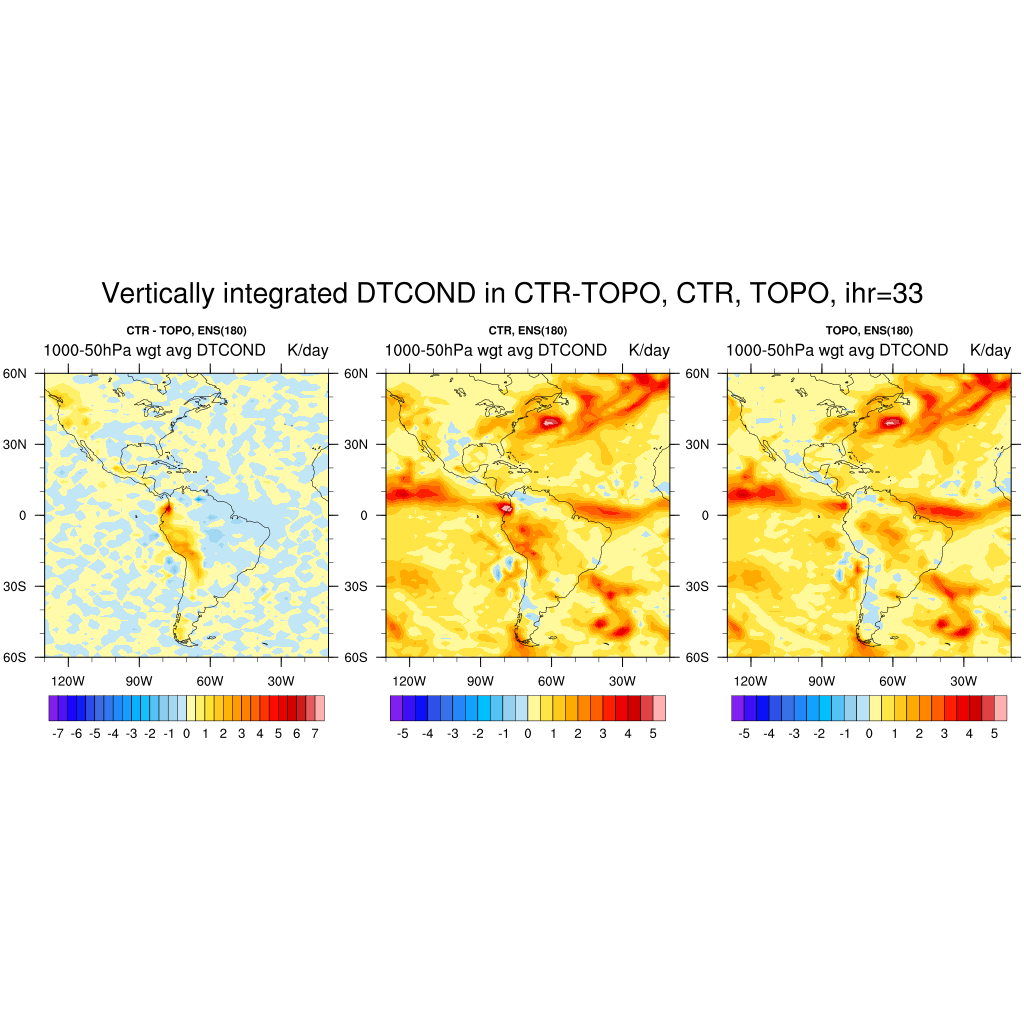 Vertically integrated DTCOND in CTR-TOPO, CTR, TOPO, ihr=33
CTR - TOPO, ENS(180)
1000-50hPa wgt avg DTCOND K/day
60N
30N
0
30S
60S
120W 90W 60W 30W
-7 -6 -5 -4 -3 -2 -1 0 1 2 3 4 5 6 7
CTR, ENS(180)
1000-50hPa wgt avg DTCOND K/day
60N
30N
0
30S
60S
120W 90W 60W 30W
-5 -4 -3 -2 -1 0 1 2 3 4 5
TOPO, ENS(180)
1000-50hPa wgt avg DTCOND K/day
60N
30N
0
30S
60S
120W 90W 60W 30W
-5 -4 -3 -2 -1 0 1 2 3 4 5